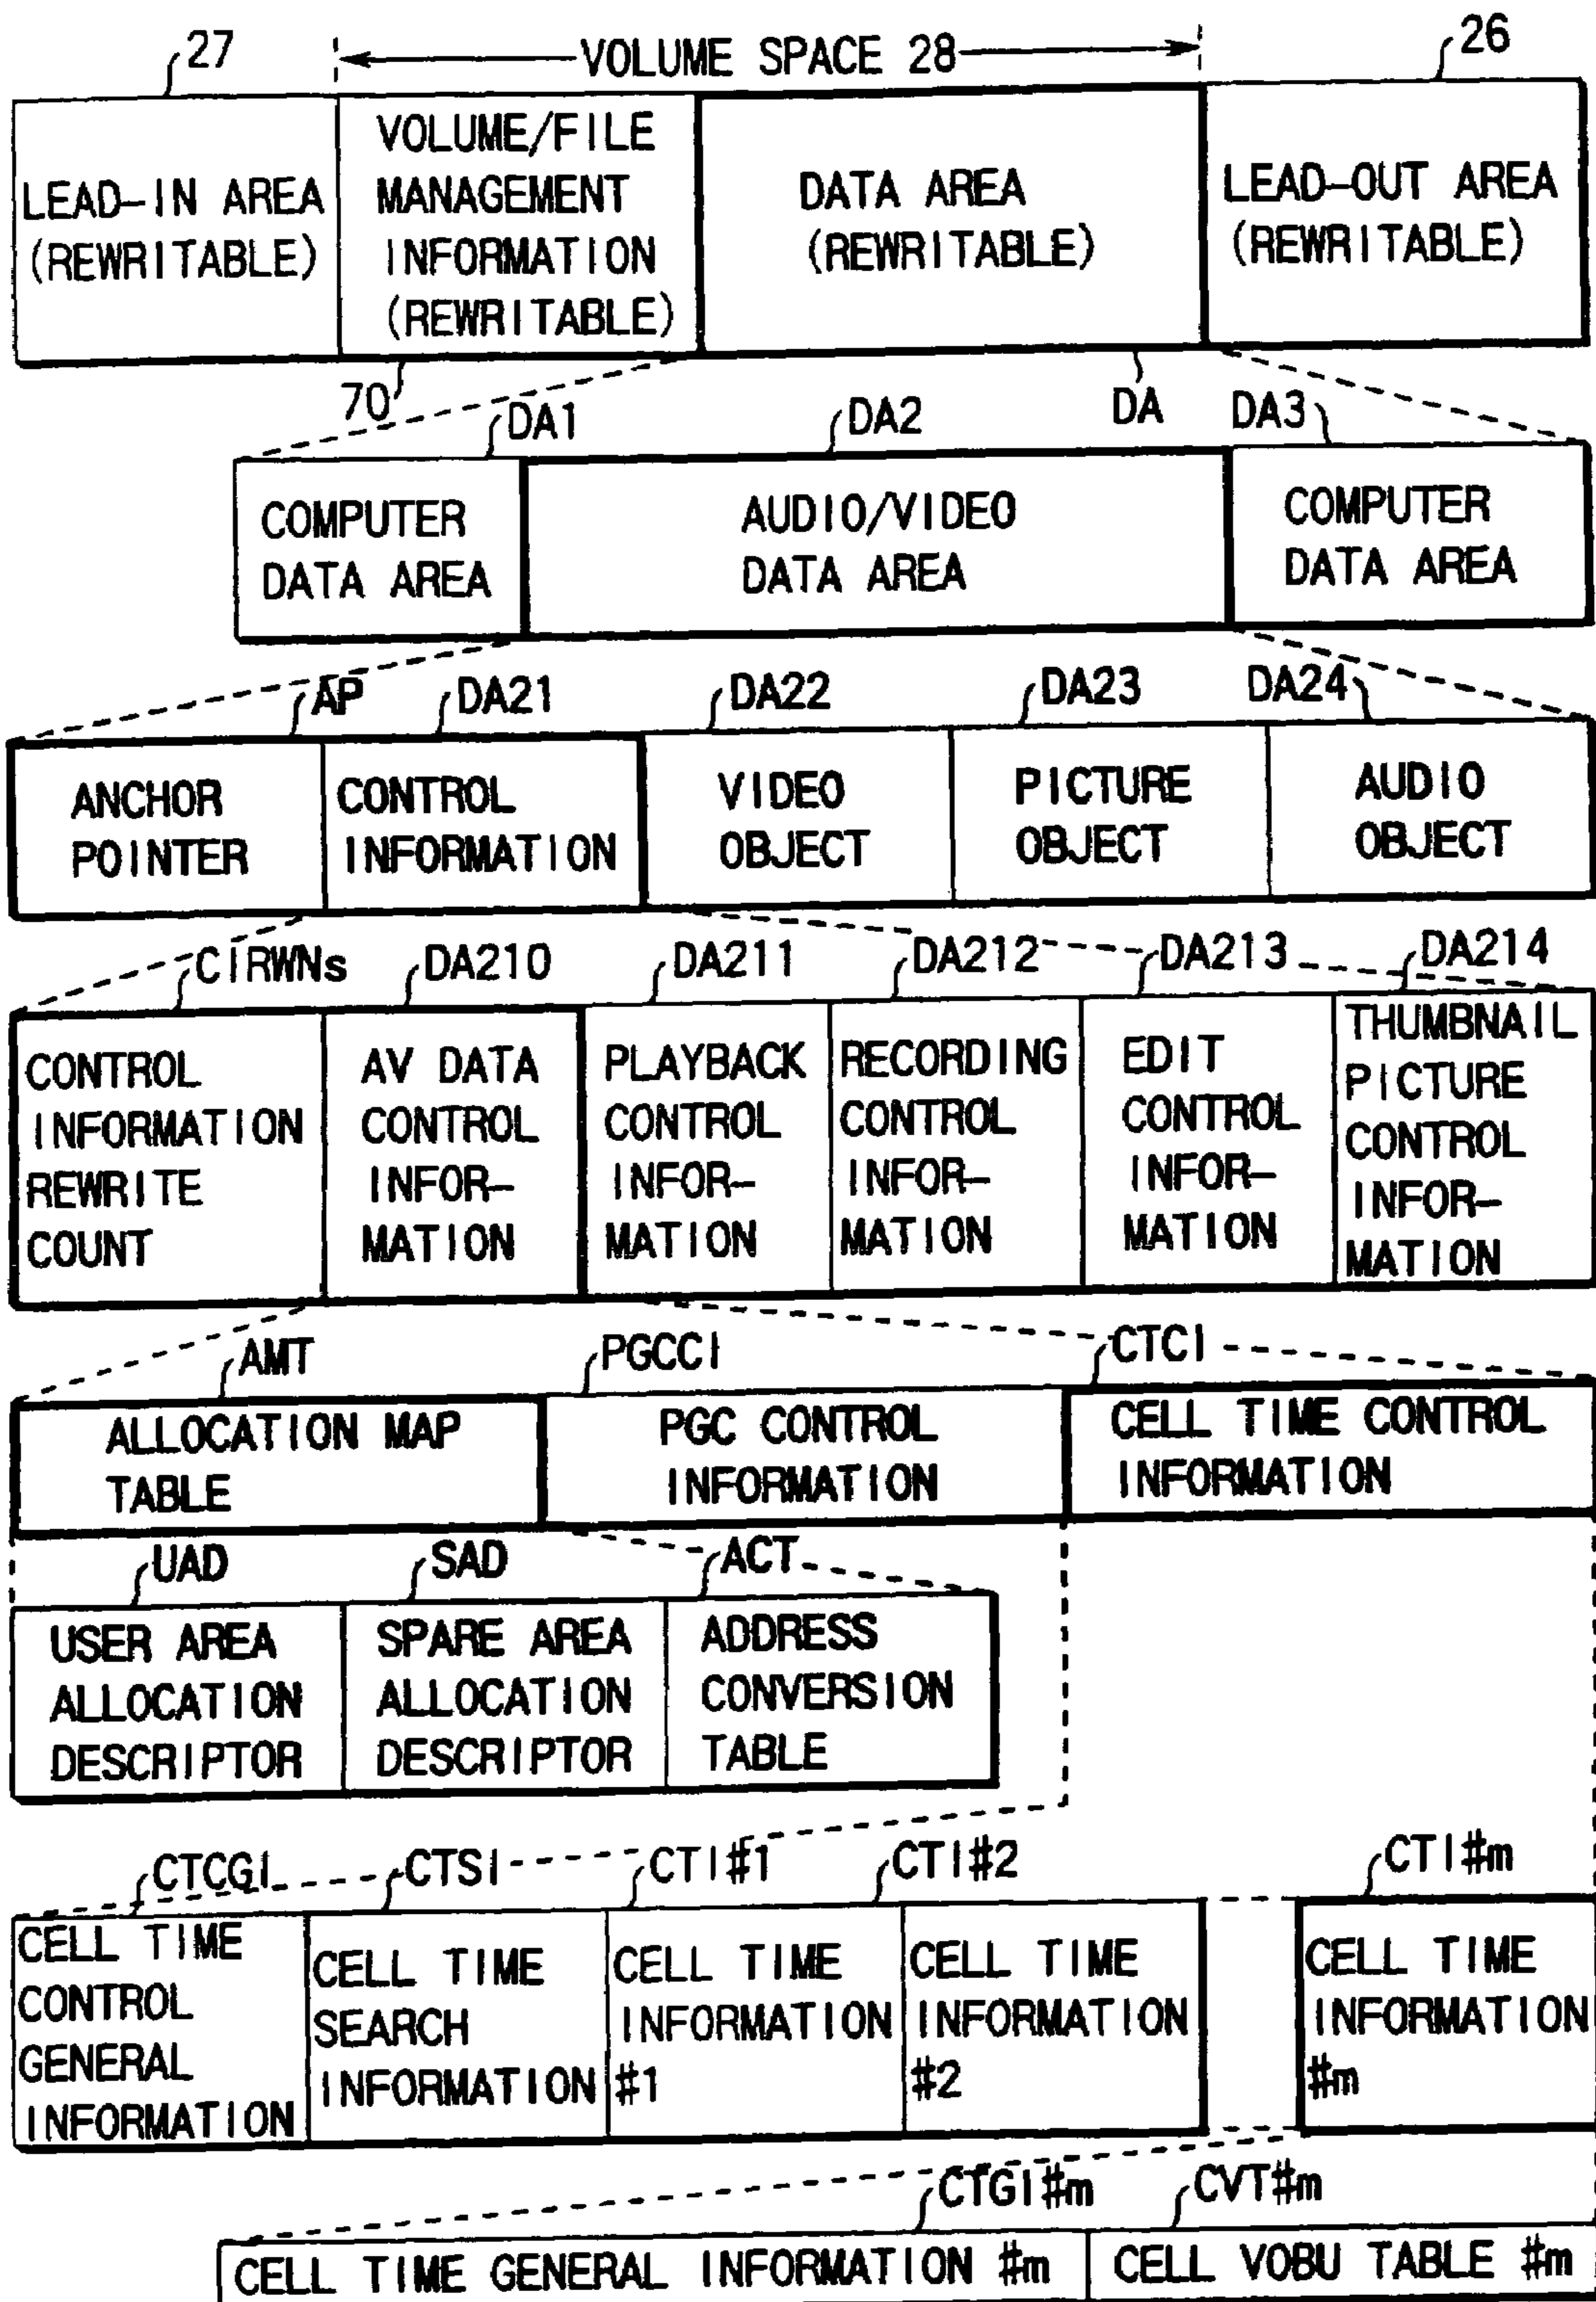 27
VOLUME SPACE 28
26
LEAD-IN AREA
(REWRITABLE)
VOLUME/FILE
MANAGEMENT
INFORMATION
(REWRITABLE)
DATA AREA
(REWRITABLE)
LEAD-OUT AREA
(REWRITABLE)
70
DA
DA1
DA2
DA3
COMPUTER
DATA AREA
AUDIO/VIDEO
DATA AREA
COMPUTER
DATA AREA
AP
DA21
DA22
DA23
DA24
ANCHOR
POINTER
CONTROL
INFORMATION
VIDEO
OBJECT
PICTURE
OBJECT
AUDIO
OBJECT
CIRWNs
DA210
DA211
DA212
DA213
DA214
CONTROL
INFORMATION
REWRITE
COUNT
AV DATA
CONTROL
INFOR-
MATION
PLAYBACK
CONTROL
INFOR-
MATION
RECORDING
CONTROL
INFOR-
MATION
EDIT
CONTROL
INFOR-
MATION
THUMBNAIL
PICTURE
CONTROL
INFOR-
MATION
AMT
PGCCI
CTCI
ALLOCATION MAP
TABLE
PGC CONTROL
INFORMATION
CELL TIME CONTROL
INFORMATION
UAD
SAD
ACT
USER AREA
ALLOCATION
DESCRIPTOR
SPARE AREA
ALLOCATION
DESCRIPTOR
ADDRESS
CONVERSION
TABLE
CTCGI
CTSI
CTI#1
CTI#2
CTI#m
CELL TIME
CONTROL
GENERAL
INFORMATION
CELL TIME
SEARCH
INFORMATION
CELL TIME
INFORMATION
#1
CELL TIME
INFORMATION
#2
CELL TIME
INFORMATION
#m
CTGI#m
CVT#m
CELL TIME GENERAL INFORMATION #m
CELL VOBU TABLE #m